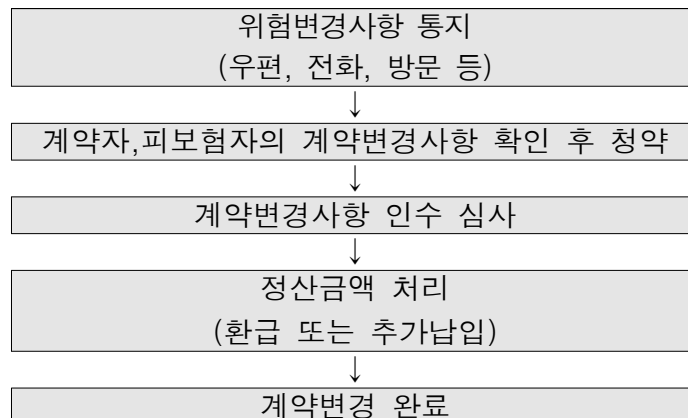 위험변경사항 통지
(우편, 전화, 방문 등)
↓
계약자,피보험자의 계약변경사항 확인 후 청약
↓
계약변경사항 인수 심사
↓
정산금액 처리
(환급 또는 추가납입)
↓
계약변경 완료